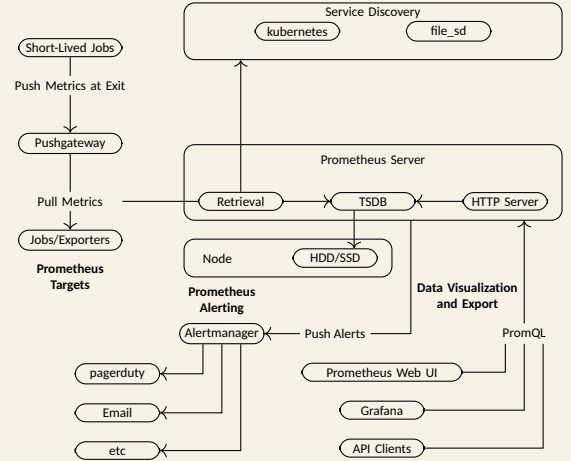 Service Discovery
kubernetes
file_sd
Short-Lived Jobs
Push Metrics at Exit
Pushgateway
Prometheus Server
Pull Metrics
Retrieval
TSDB
HTTP Server
Jobs/Exporters
Node
HDD/SSD
Prometheus
Targets
Prometheus
Alerting
Data Visualization
and Export
Alertmanager
Push Alerts
PromQL
pagerduty
Prometheus Web UI
Email
Grafana
etc
API Clients